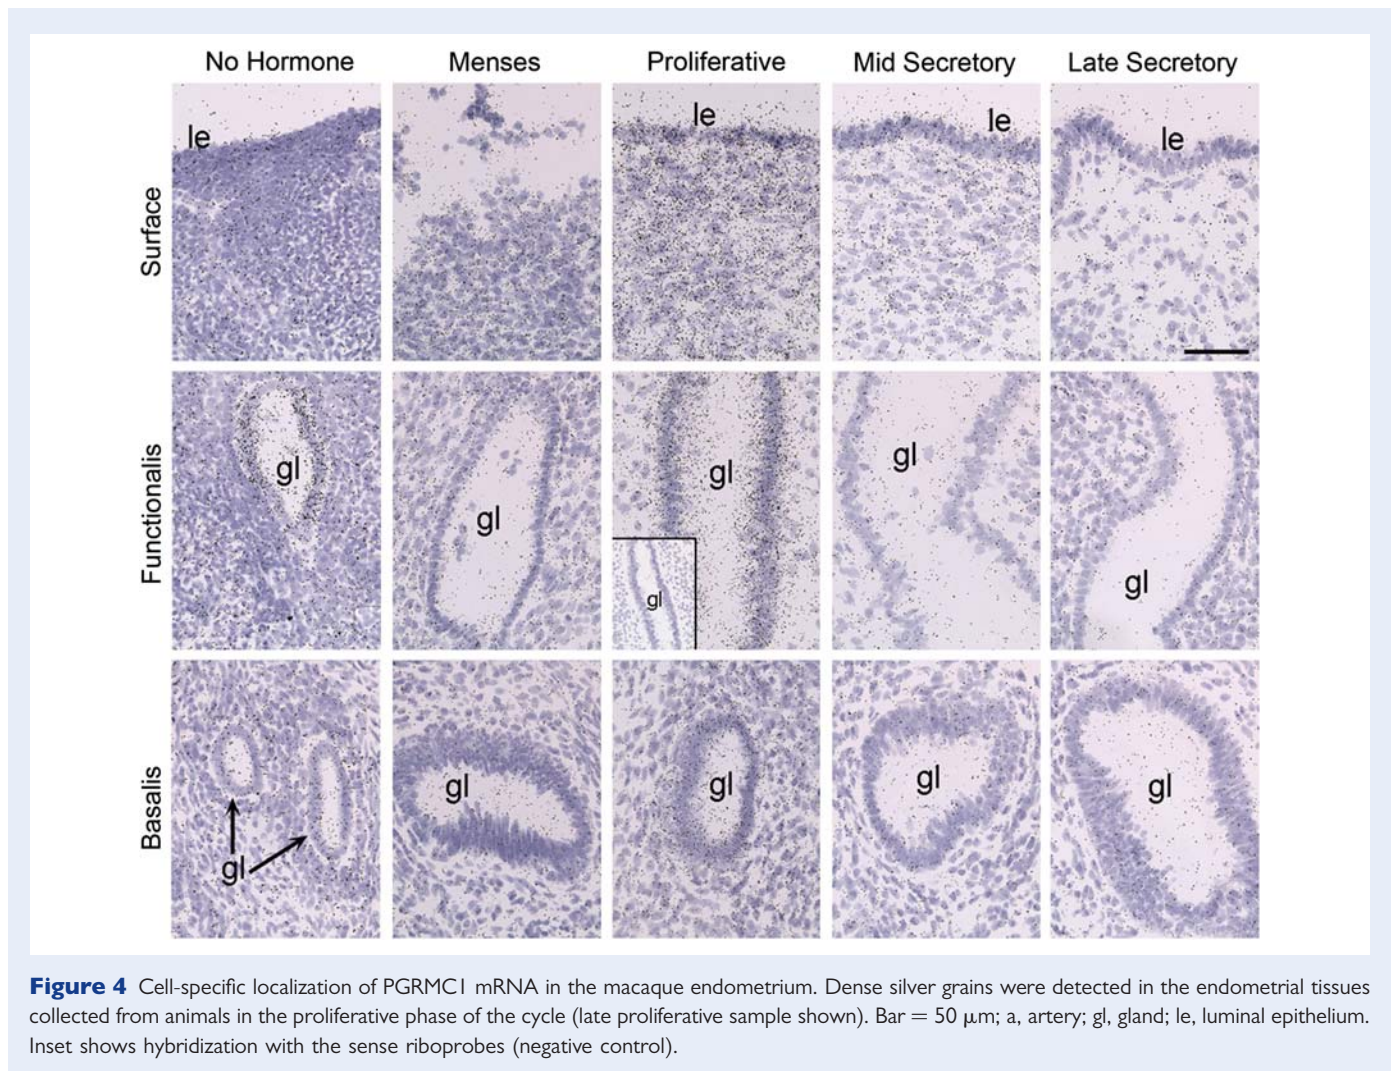 No Hormone Menses Proliferative Mid Secretory Late Secretory
le le le le
Surface
gl gl gl gl gl
gl
Functionalis
gl gl gl gl gl
Basalis
Figure 4 Cell-specific localization of PGRMC1 mRNA in the macaque endometrium. Dense silver grains were detected in the endometrial tissues
collected from animals in the proliferative phase of the cycle (late proliferative sample shown). Bar = 50 μm; a, artery; gl, gland; le, luminal epithelium.
Inset shows hybridization with the sense riboprobes (negative control).